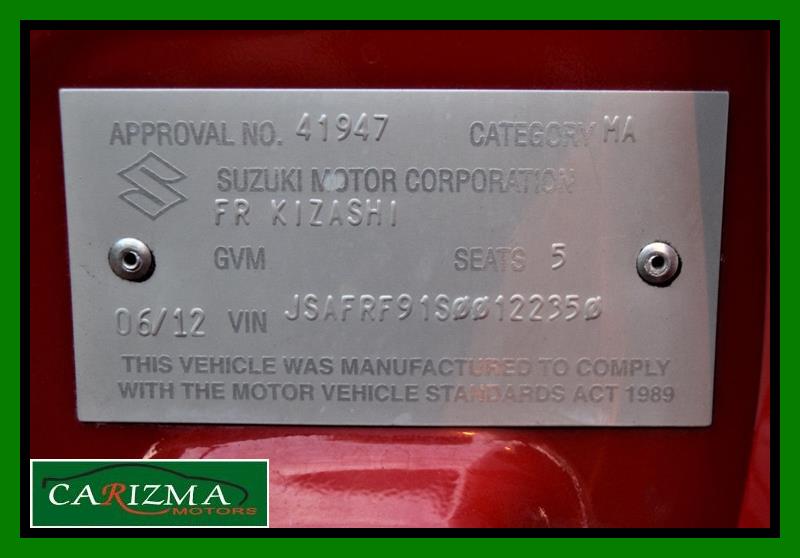 APPROVAL NO. 41947 CATEGORY MA
SUZUKI MOTOR CORPORATION
FR KIZASHI
GVM SEATS 5
06/12 VIN JSAFRF91S00122350
THIS VEHICLE WAS MANUFACTURED TO COMPLY
WITH THE MOTOR VEHICLE STANDARDS ACT 1989
CARIZMA
MOTORS